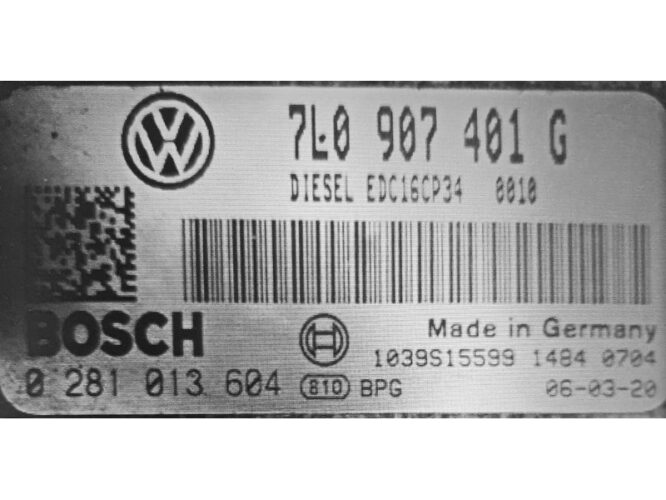 7L0 907 401 G
DIESEL EDC16CP34 0010
BOSCH
Made in Germany
1039S15599 1484 0704
0 281 013 604 810 BPG 06-03-20